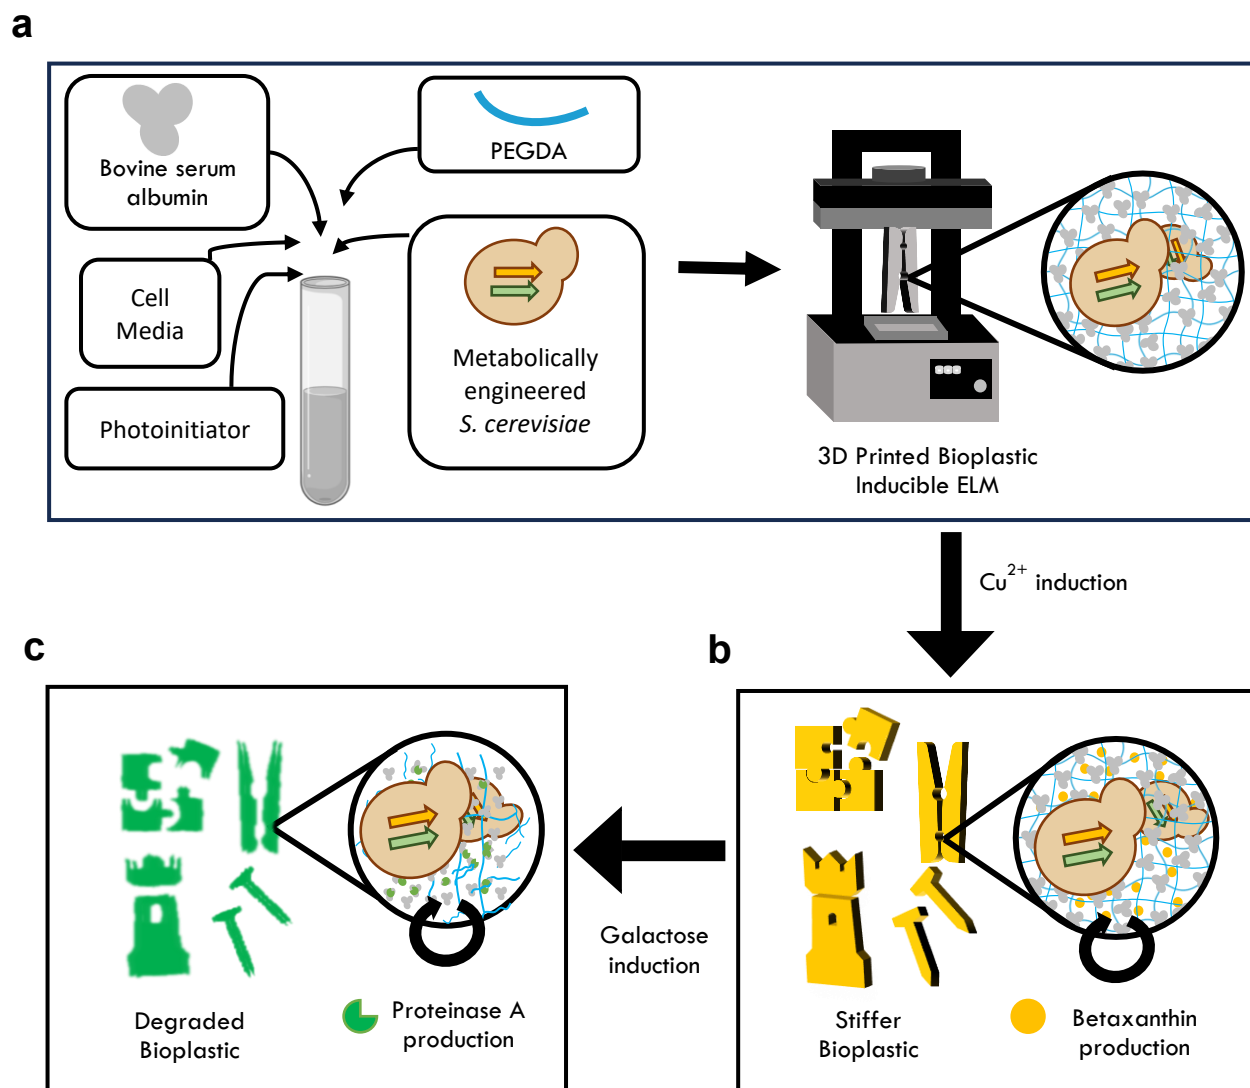 a
Bovine serum
albumin
PEGDA
Cell
Media
Photoinitiator
Metabolically
engineered
S. cerevisiae
3D Printed Bioplastic
Inducible ELM
Cu²⁺ induction
b
Stiffer
Bioplastic
Betaxanthin
production
Galactose
induction
c
Degraded
Bioplastic
Proteinase A
production